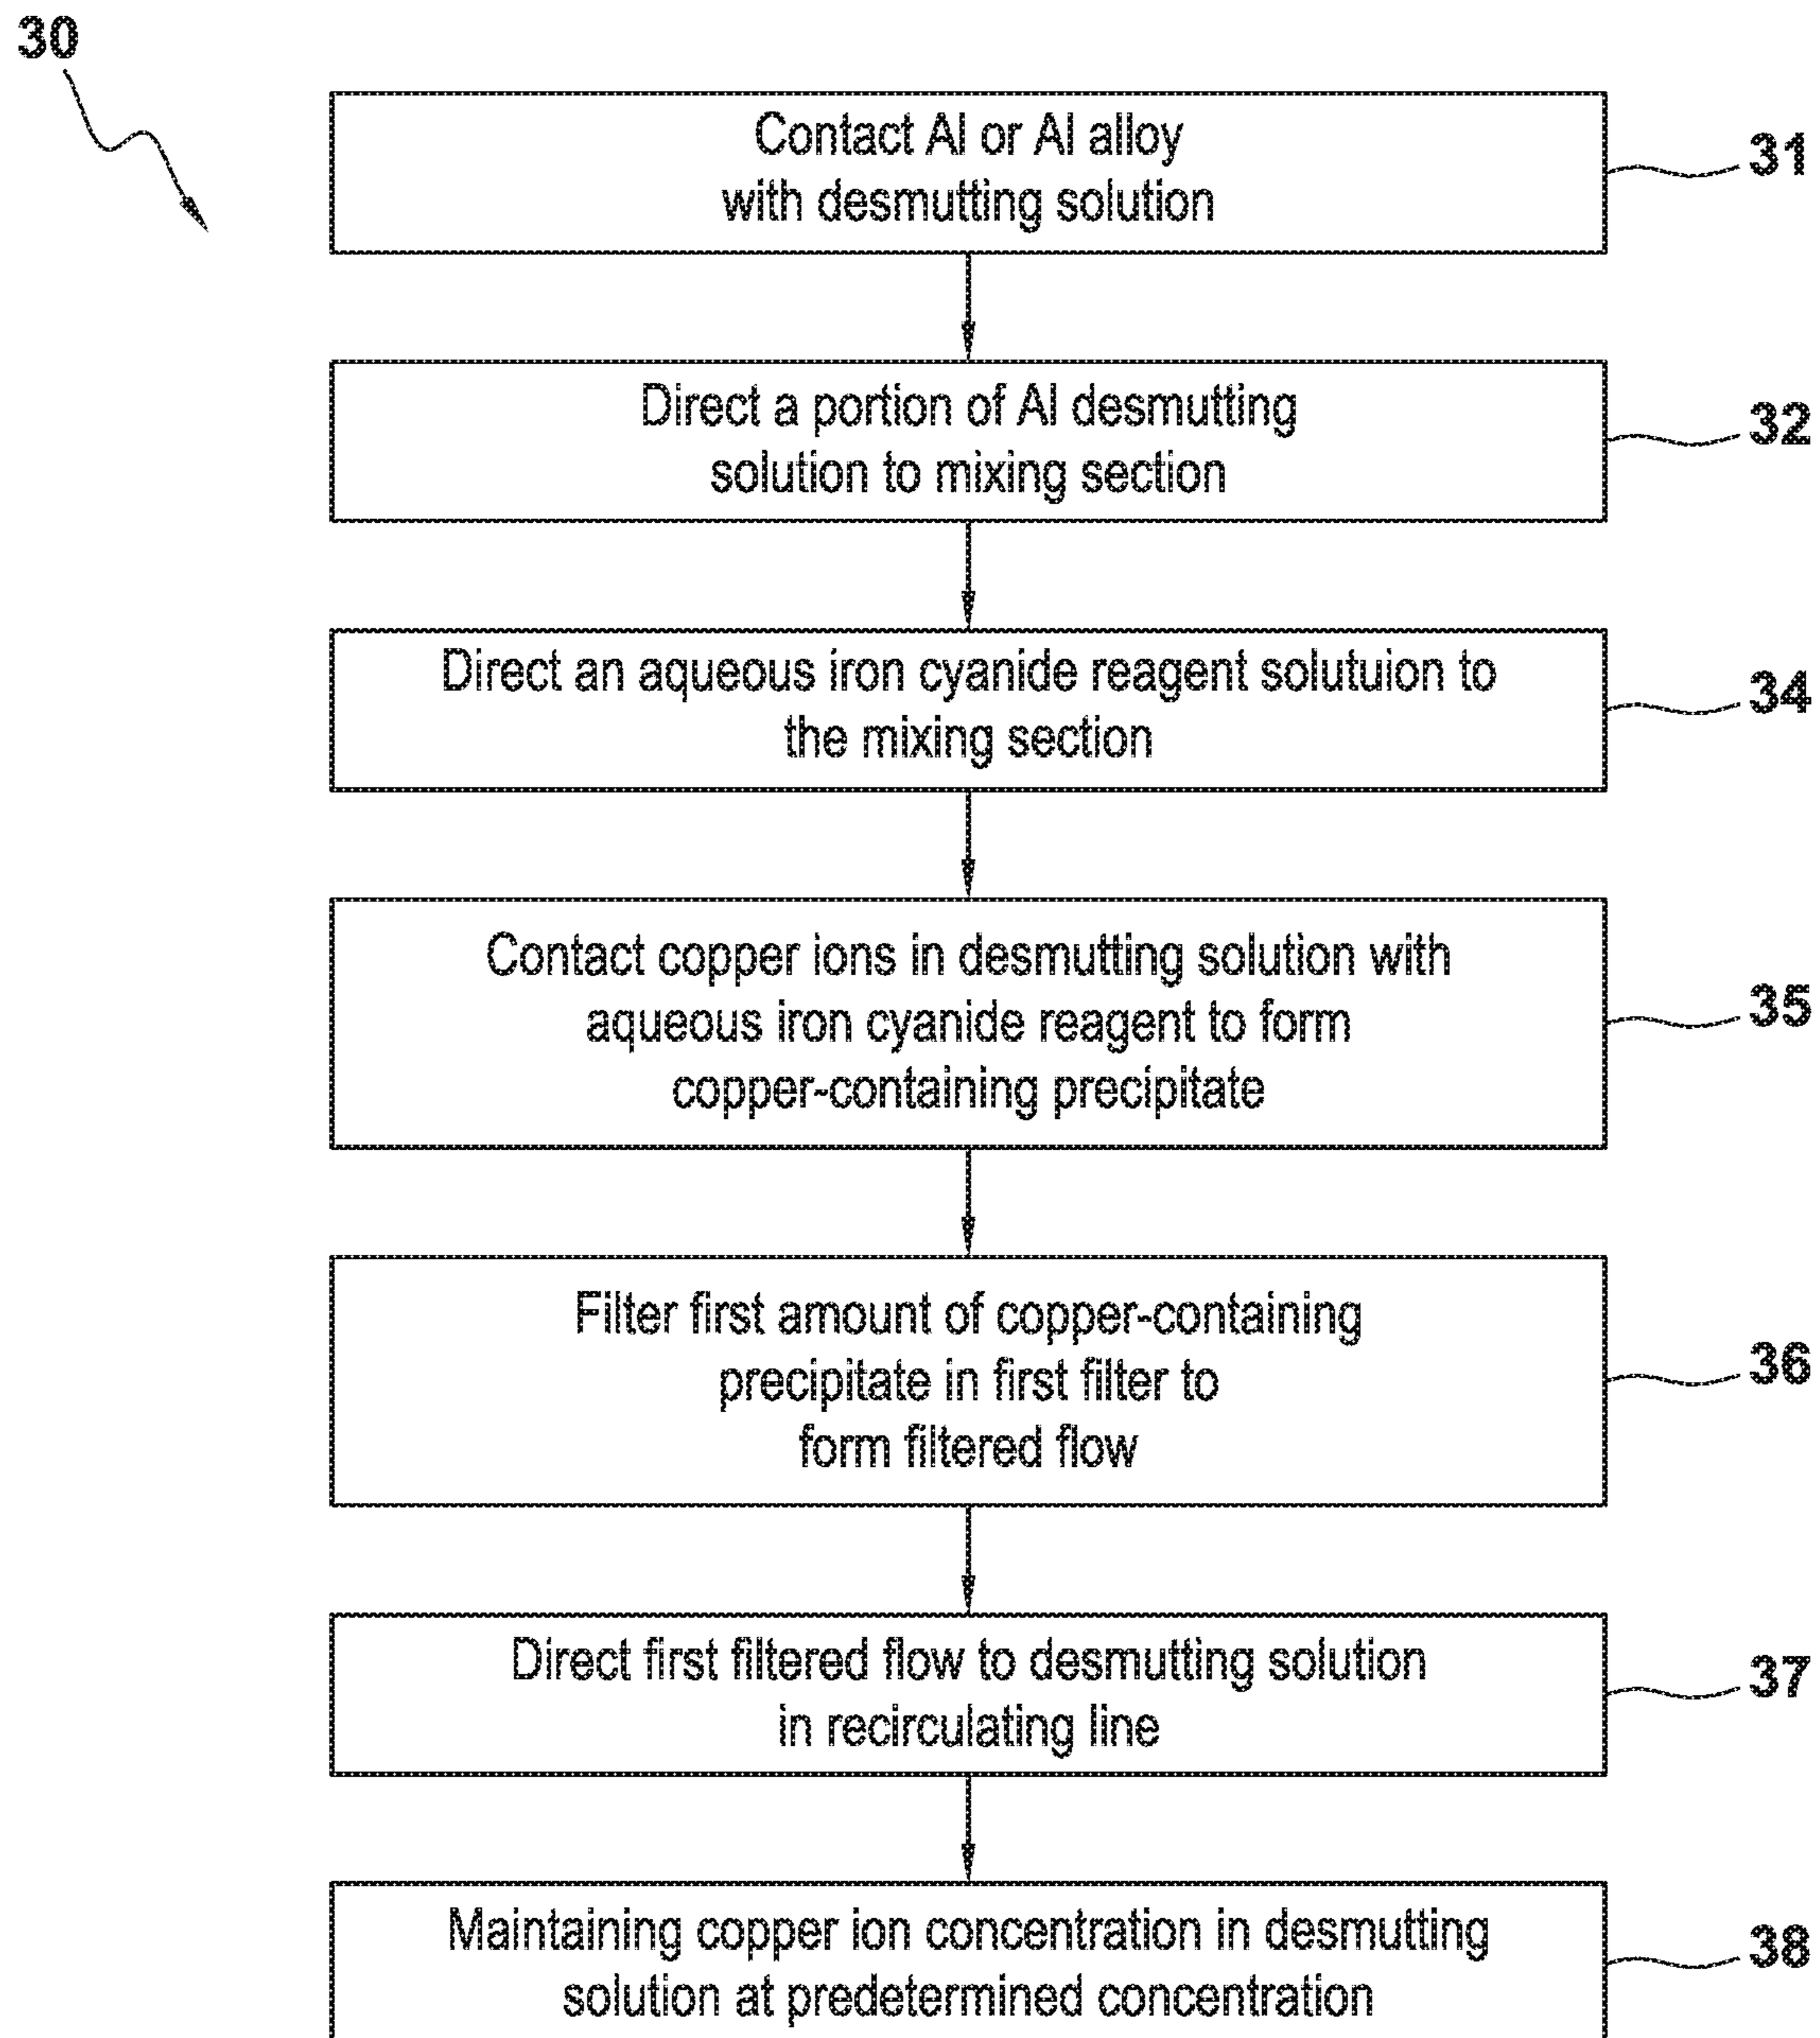 30
Contact Al or Al alloy
with desmutting solution
31
Direct a portion of Al desmutting
solution to mixing section
32
Direct an aqueous iron cyanide reagent solutuion to
the mixing section
34
Contact copper ions in desmutting solution with
aqueous iron cyanide reagent to form
copper-containing precipitate
35
Filter first amount of copper-containing
precipitate in first filter to
form filtered flow
36
Direct first filtered flow to desmutting solution
in recirculating line
37
Maintaining copper ion concentration in desmutting
solution at predetermined concentration
38